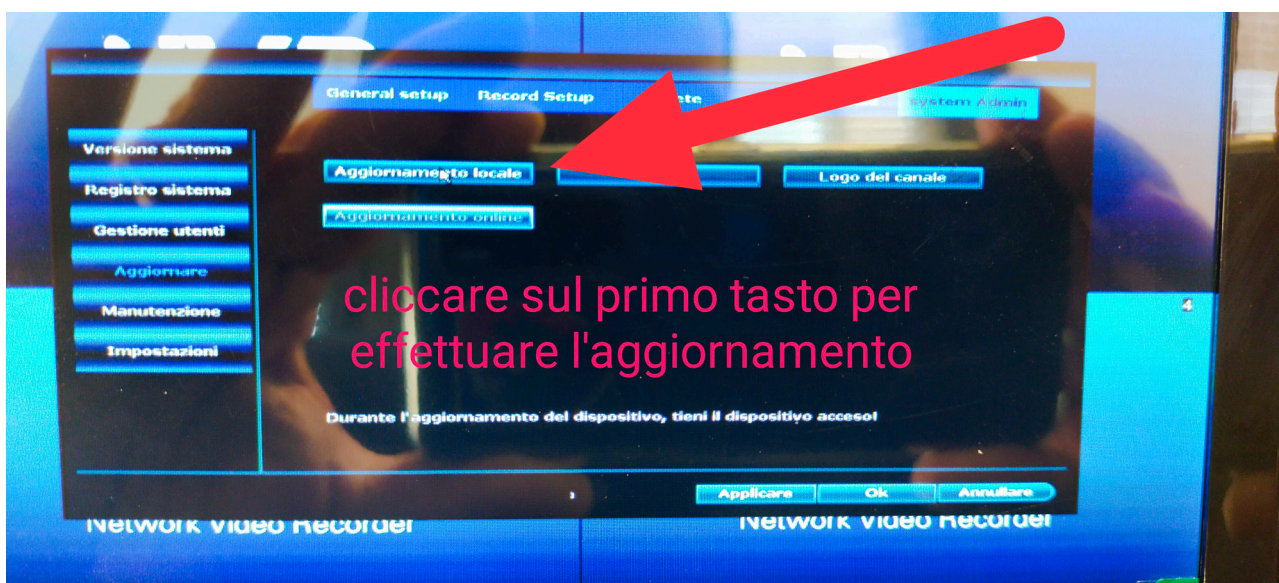 General setup Record Setup system Admin
Versione sistema
Registro sistema
Gestione utenti
Aggiornare
Manutenzione
Impostazioni
Aggiornamento locale Logo del canale
Aggiornamento online
cliccare sul primo tasto per
effettuare l'aggiornamento
Durante l'aggiornamento del dispositivo, tieni il dispositivo acceso!
Applicare Ok Annullare
Network Video Recorder Network Video Recorder
4